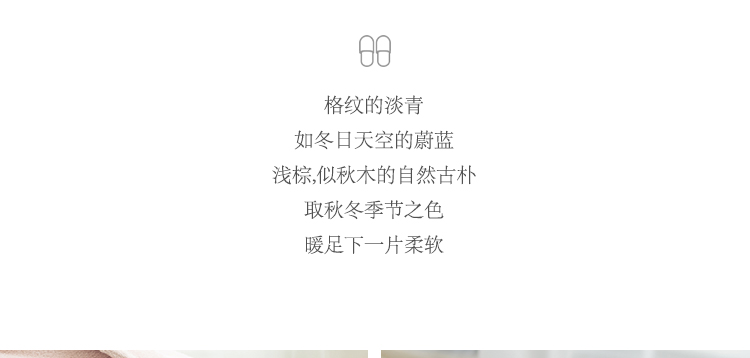 格纹的淡青
如冬日天空的蔚蓝
浅棕,似秋木的自然古朴
取秋冬季节之色
暖足下一片柔软